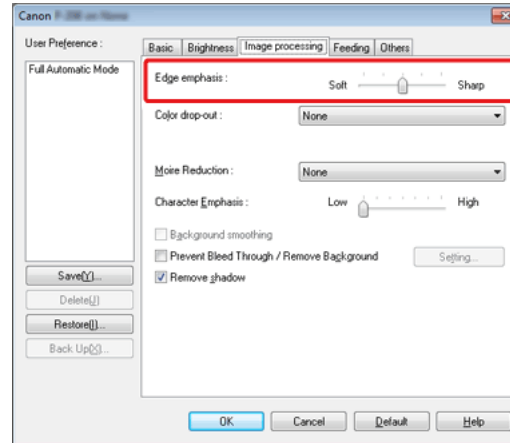 Canon
User Preference :
Full Automatic Mode
Save(Y)...
Delete(J)
Restore(I)...
Back Up(X)...
Basic Brightness Image processing Feeding Others
Edge emphasis : Soft Sharp
Color drop-out : None
Moire Reduction : None
Character Emphasis : Low High
Background smoothing
Prevent Bleed Through / Remove Background Setting...
Remove shadow
OK Cancel Default Help